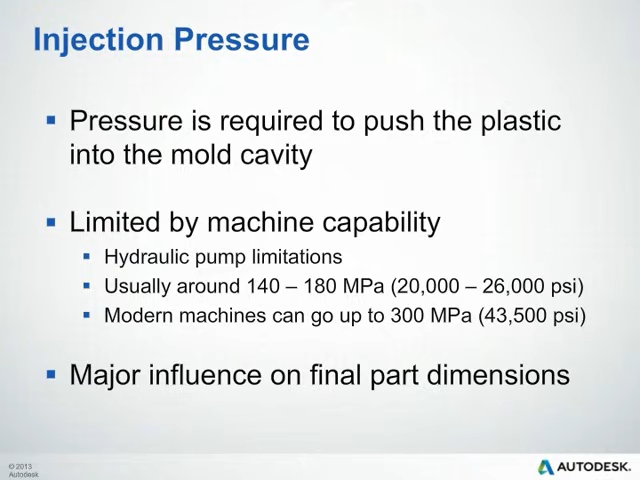 Injection Pressure
▪ Pressure is required to push the plastic
into the mold cavity
▪ Limited by machine capability
▪ Hydraulic pump limitations
▪ Usually around 140 – 180 MPa (20,000 – 26,000 psi)
▪ Modern machines can go up to 300 MPa (43,500 psi)
▪ Major influence on final part dimensions
© 2013
Autodesk
AUTODESK.